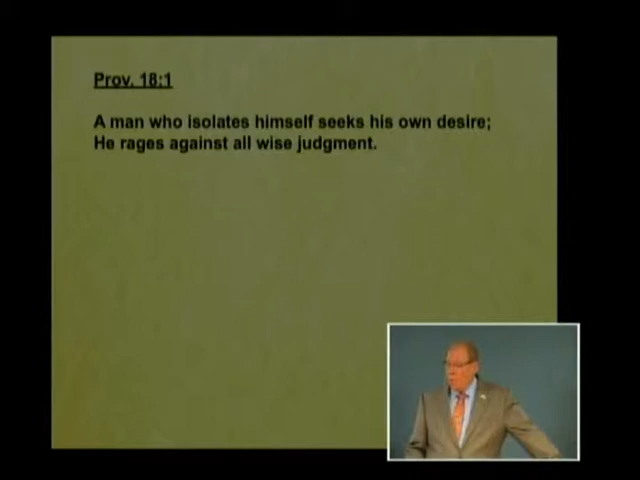 Prov. 18:1
A man who isolates himself seeks his own desire;
He rages against all wise judgment.